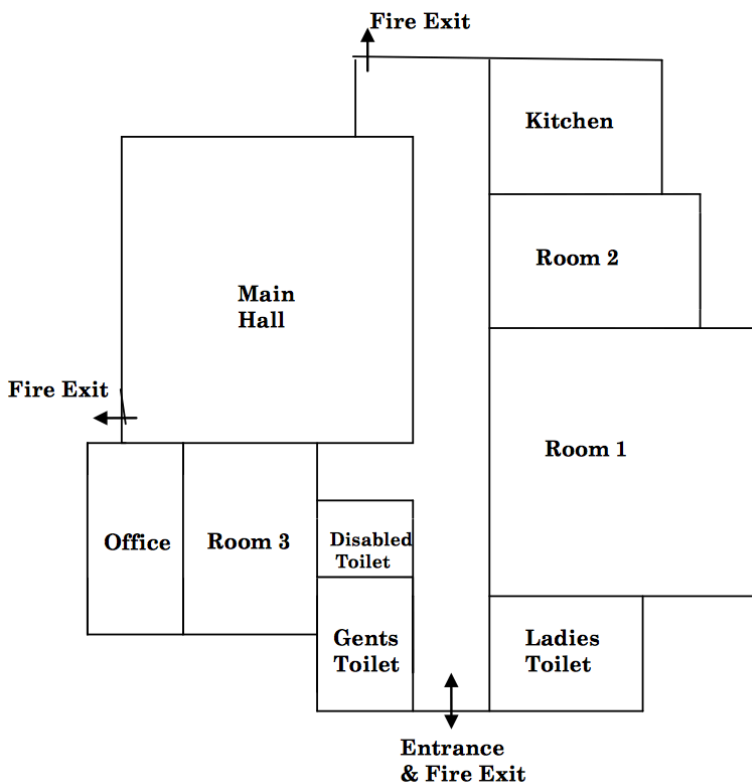 Fire Exit
Kitchen
Room 2
Main
Hall
Fire Exit
Room 1
Office
Room 3
Disabled
Toilet
Gents
Toilet
Ladies
Toilet
Entrance
& Fire Exit